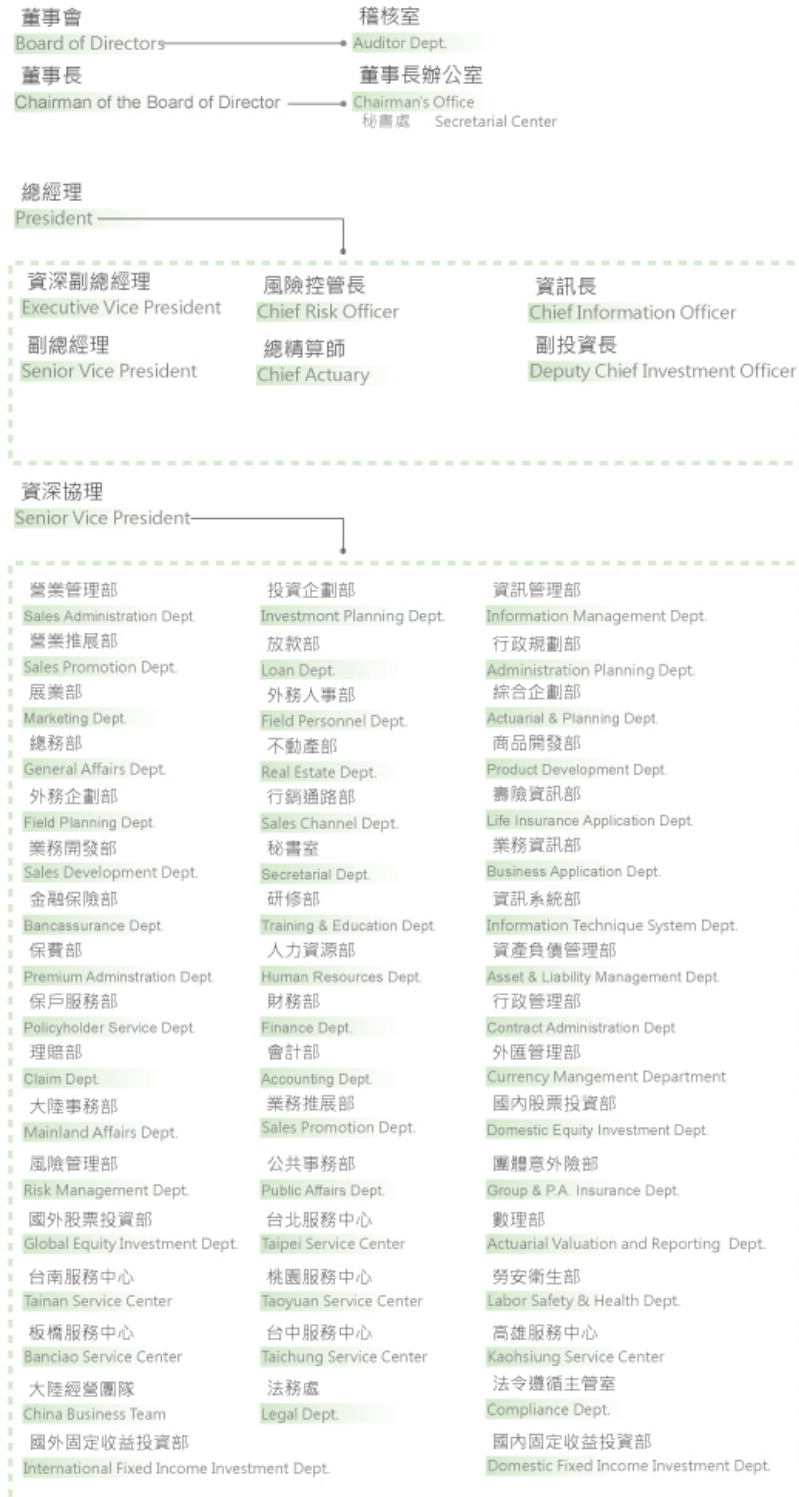 董事會
Board of Directors
稽核室
Auditor Dept.
董事長
Chairman of the Board of Director
董事長辦公室
Chairman's Office
秘書處 Secretarial Center
總經理
President
資深副總經理
Executive Vice President
風險控管長
Chief Risk Officer
資訊長
Chief Information Officer
副總經理
Senior Vice President
總精算師
Chief Actuary
副投資長
Deputy Chief Investment Officer
資深協理
Senior Vice President
營業管理部
Sales Administration Dept.
營業推展部
Sales Promotion Dept.
展業部
Marketing Dept.
總務部
General Affairs Dept.
外務企劃部
Field Planning Dept.
業務開發部
Sales Development Dept.
金融保險部
Bancassurance Dept.
保費部
Premium Adminstration Dept.
保戶服務部
Policyholder Service Dept.
理賠部
Claim Dept.
大陸事務部
Mainland Affairs Dept.
風險管理部
Risk Management Dept.
國外股票投資部
Global Equity Investment Dept.
台南服務中心
Tainan Service Center
板橋服務中心
Banciao Service Center
大陸經營團隊
China Business Team
國外固定收益投資部
International Fixed Income Investment Dept.
投資企劃部
Investmont Planning Dept.
放款部
Loan Dept.
外務人事部
Field Personnel Dept.
不動產部
Real Estate Dept.
行銷通路部
Sales Channel Dept.
秘書室
Secretarial Dept.
研修部
Training & Education Dept.
人力資源部
Human Resources Dept.
財務部
Finance Dept.
會計部
Accounting Dept.
業務推展部
Sales Promotion Dept.
公共事務部
Public Affairs Dept.
台北服務中心
Taipei Service Center
桃園服務中心
Taoyuan Service Center
台中服務中心
Taichung Service Center
法務處
Legal Dept.
資訊管理部
Information Management Dept.
行政規劃部
Administration Planning Dept.
綜合企劃部
Actuarial & Planning Dept.
商品開發部
Product Development Dept.
壽險資訊部
Life Insurance Application Dept.
業務資訊部
Business Application Dept.
資訊系統部
Information Technique System Dept.
資產負債管理部
Asset & Liability Management Dept.
行政管理部
Contract Administration Dept
外匯管理部
Currency Mangement Department
國內股票投資部
Domestic Equity Investment Dept.
團體意外險部
Group & P.A. Insurance Dept.
數理部
Actuarial Valuation and Reporting Dept.
勞安衛生部
Labor Safety & Health Dept.
高雄服務中心
Kaohsiung Service Center
法令遵循主管室
Compliance Dept.
國內固定收益投資部
Domestic Fixed Income Investment Dept.